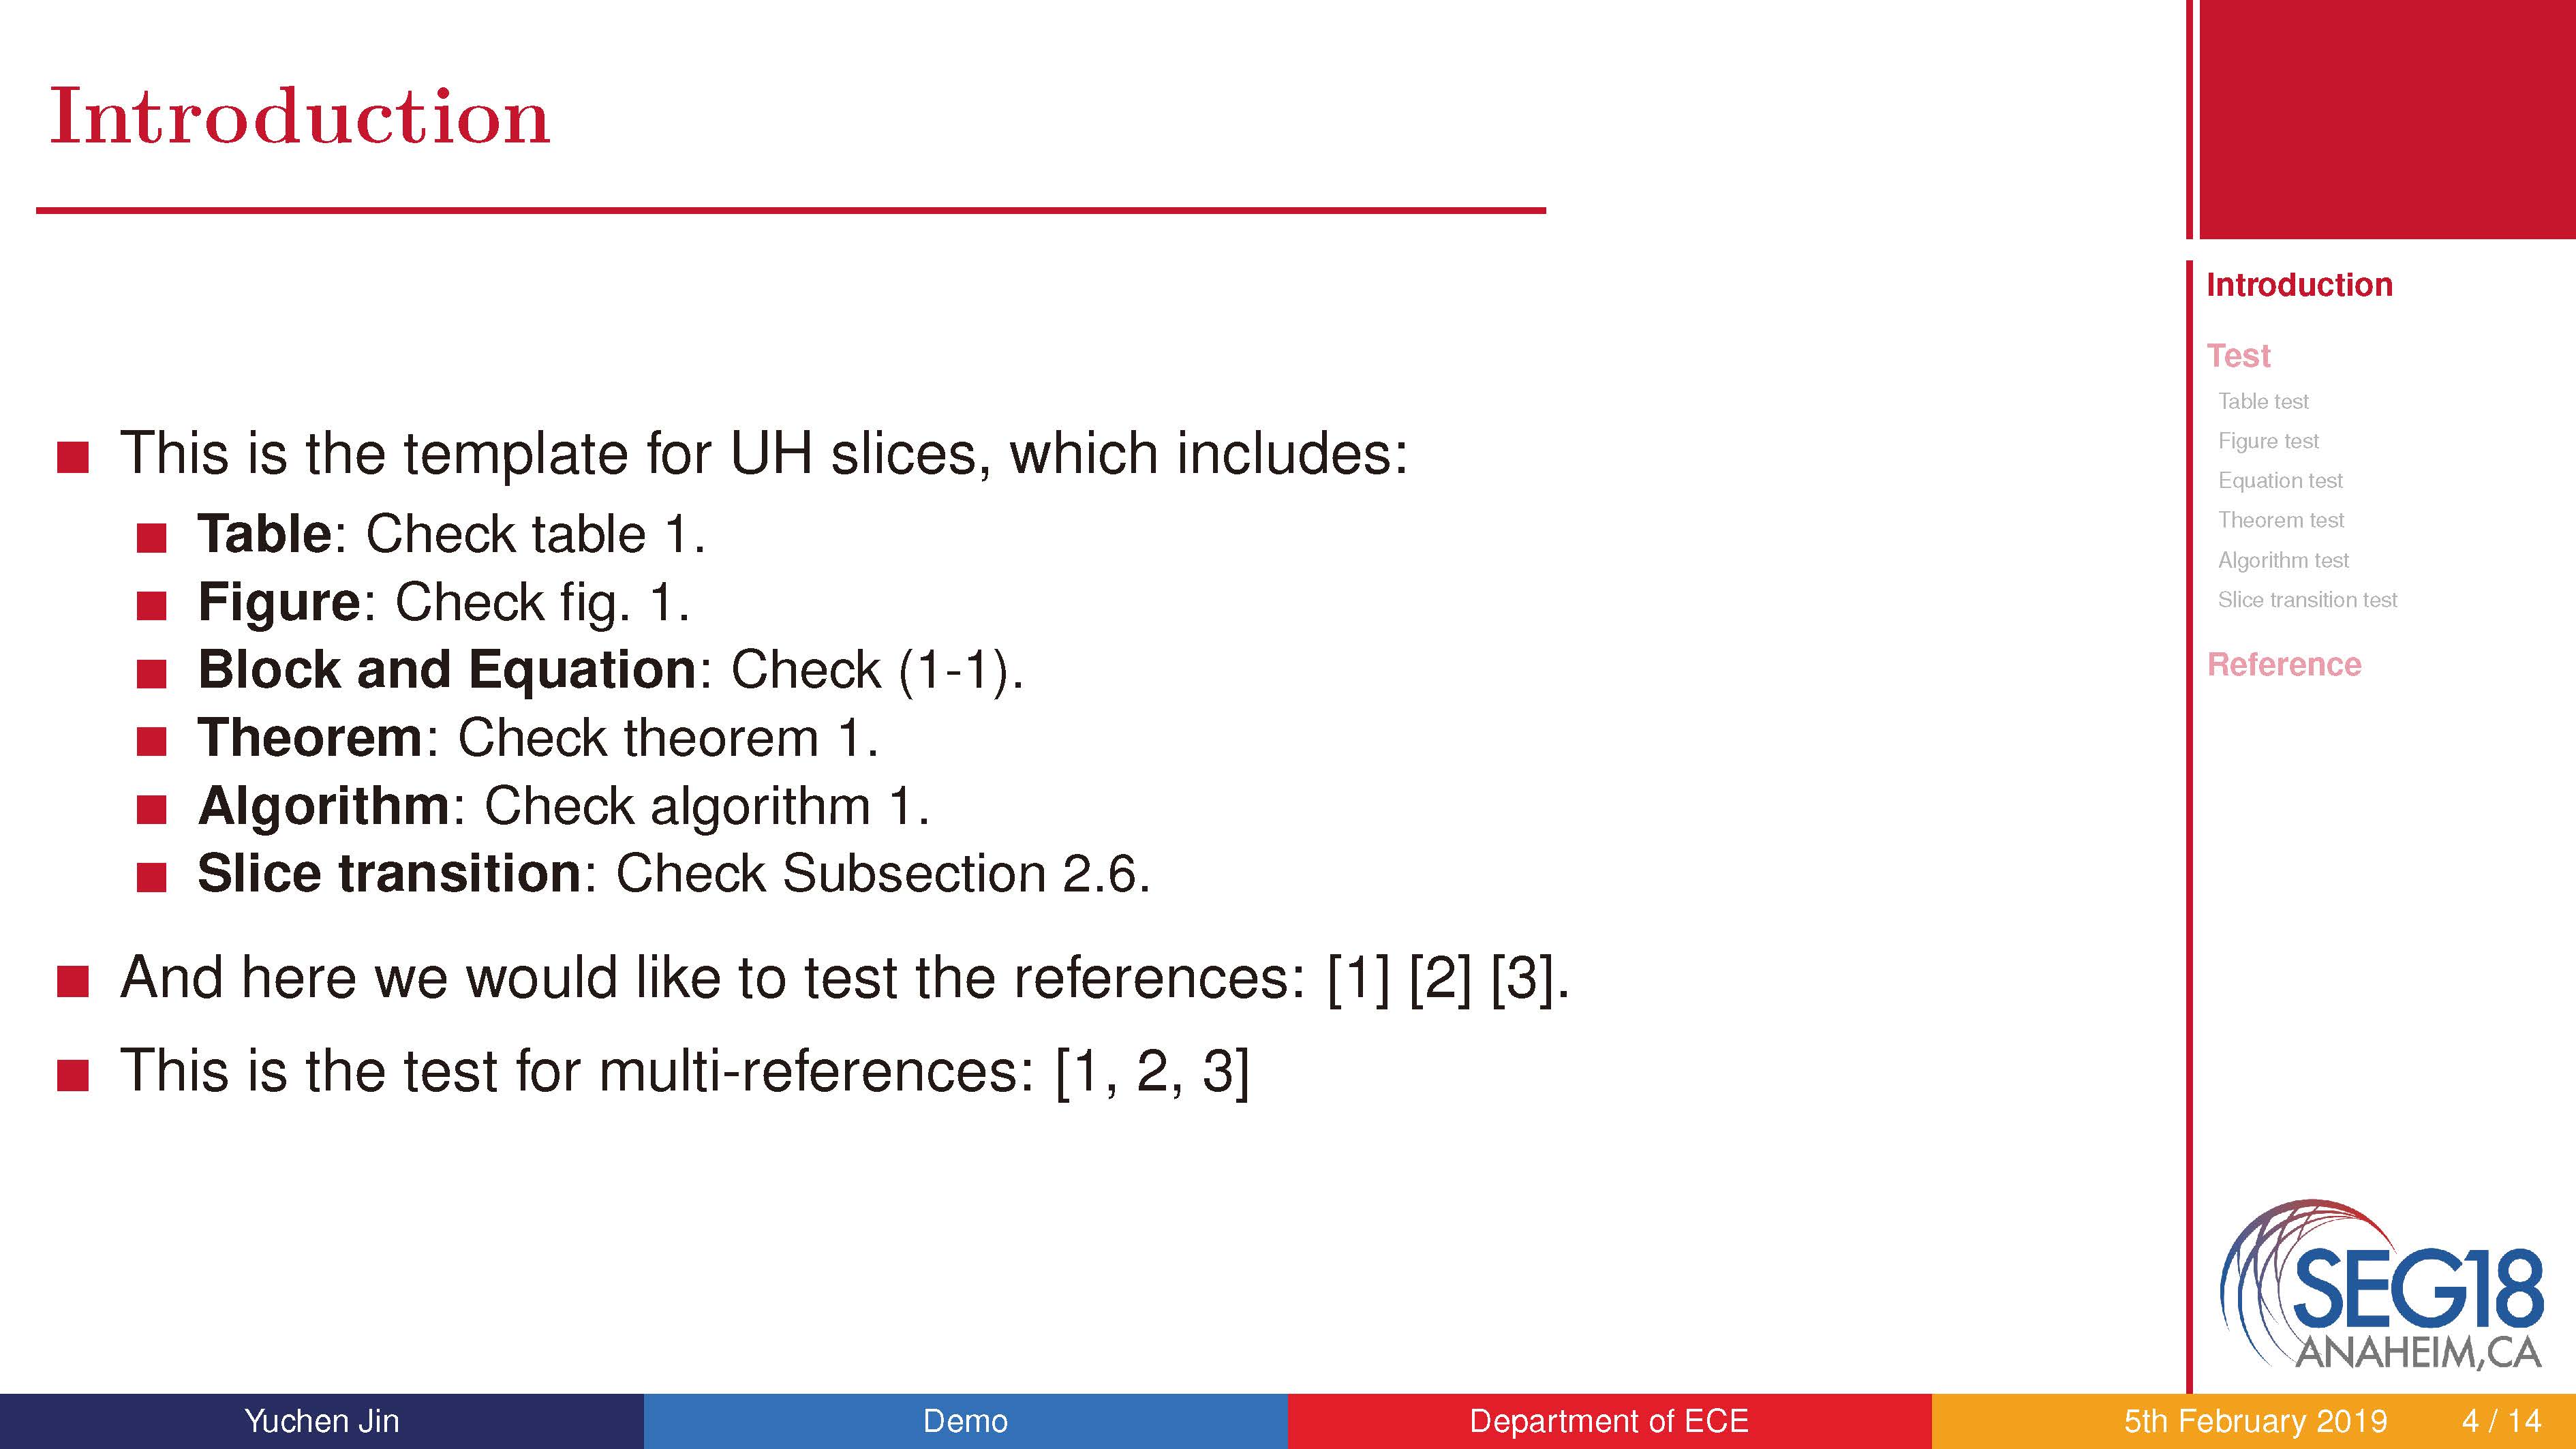 Introduction
This is the template for UH slices, which includes:
Table: Check table 1.
Figure: Check fig. 1.
Block and Equation: Check (1-1).
Theorem: Check theorem 1.
Algorithm: Check algorithm 1.
Slice transition: Check Subsection 2.6.
And here we would like to test the references: [1] [2] [3].
This is the test for multi-references: [1, 2, 3]
Introduction
Test
Table test
Figure test
Equation test
Theorem test
Algorithm test
Slice transition test
Reference
SEG18
ANAHEIM,CA
Yuchen Jin
Demo
Department of ECE
5th February 2019
4 / 14